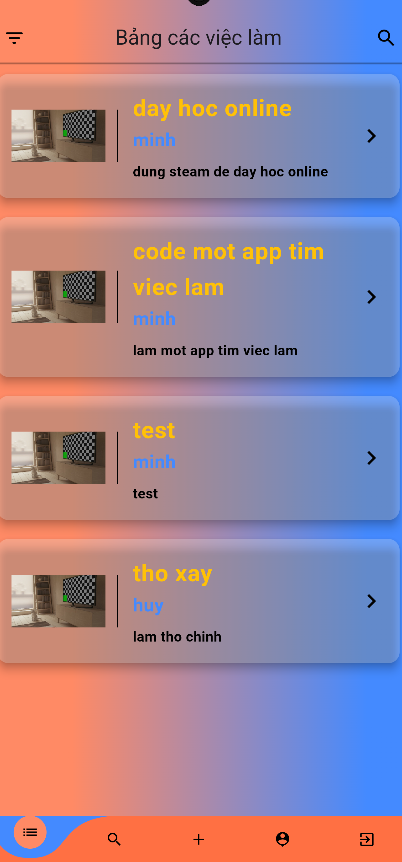 Bảng các việc làm
day hoc online
minh
dung steam de day hoc online
code mot app tim
viec lam
minh
lam mot app tim viec lam
test
minh
test
tho xay
huy
lam tho chinh